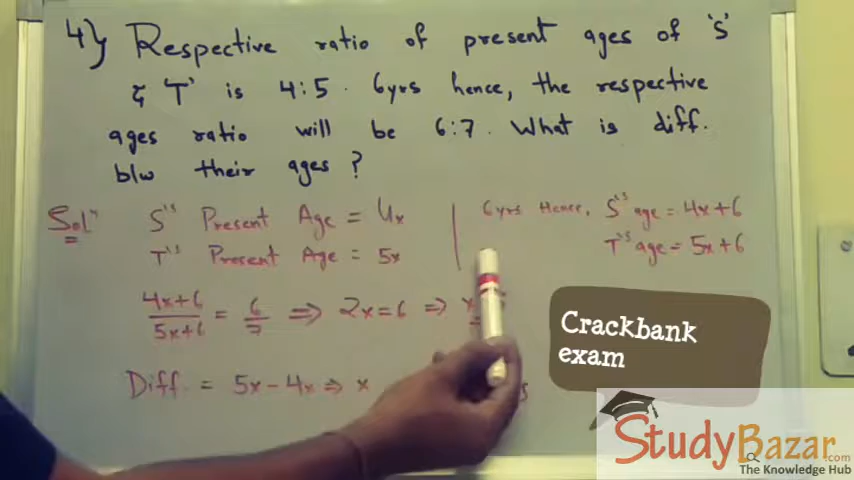 4) Respective ratio of present ages of 'S'
& 'T' is 4:5. 6yrs hence, the respective
ages ratio will be 6:7. What is diff.
b/w their ages?
Solⁿ S'ˢ Present Age = 4x
T'ˢ Present Age = 5x
6yrs Hence, S'ˢ age = 4x+6
T'ˢ age = 5x+6
4x+6/5x+6 = 6/7 ⇒ 2x=6 ⇒ x
Diff. = 5x-4x ⇒ x
Crackbank
exam
StudyBazar.com
The Knowledge Hub